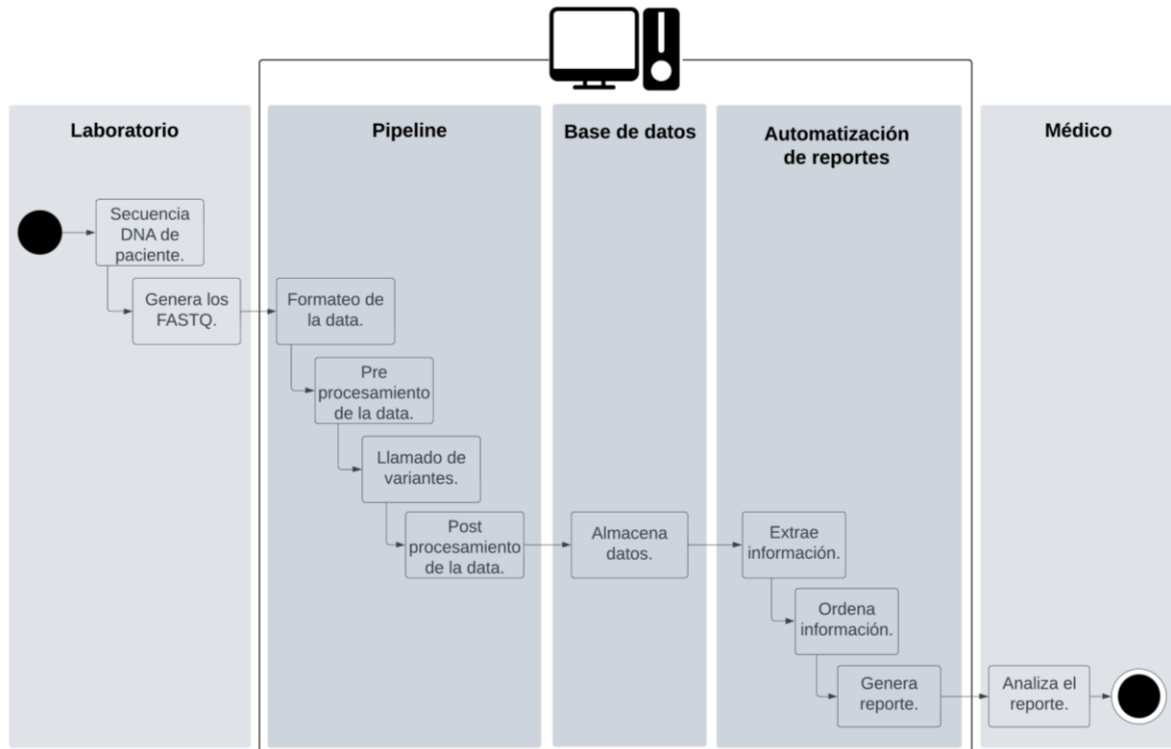 Laboratorio
Pipeline
Base de datos
Automatización
de reportes
Médico
Secuencia
DNA de
paciente.
Genera los
FASTQ.
Formateo de
la data.
Pre
procesamiento
de la data.
Llamado de
variantes.
Post
procesamiento
de la data.
Almacena
datos.
Extrae
información.
Ordena
información.
Genera
reporte.
Analiza el
reporte.